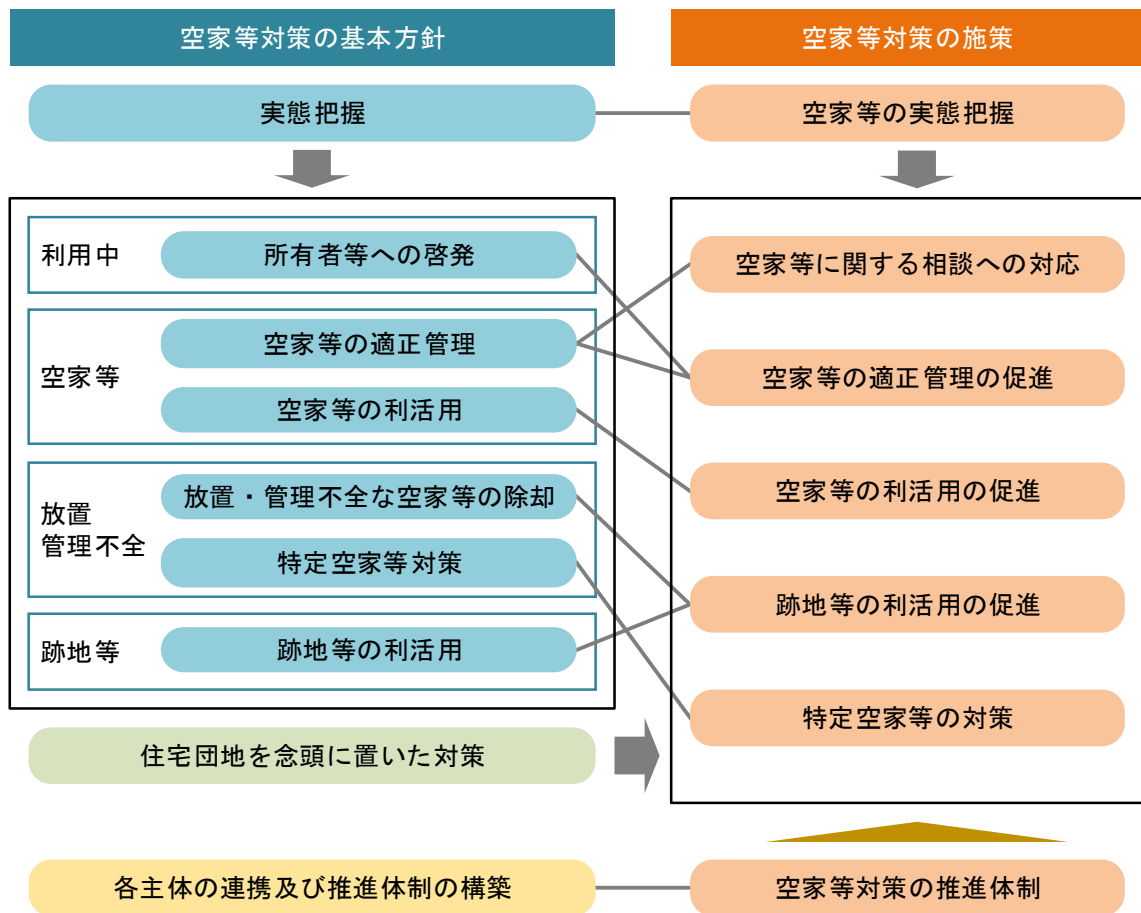 空家等対策の基本方針
空家等対策の施策
実態把握
空家等の実態把握
利用中
所有者等への啓発
空家等
空家等の適正管理
空家等の利活用
放置
管理不全
放置・管理不全な空家等の除却
特定空家等対策
跡地等
跡地等の利活用
空家等に関する相談への対応
空家等の適正管理の促進
空家等の利活用の促進
跡地等の利活用の促進
特定空家等の対策
住宅団地を念頭に置いた対策
各主体の連携及び推進体制の構築
空家等対策の推進体制